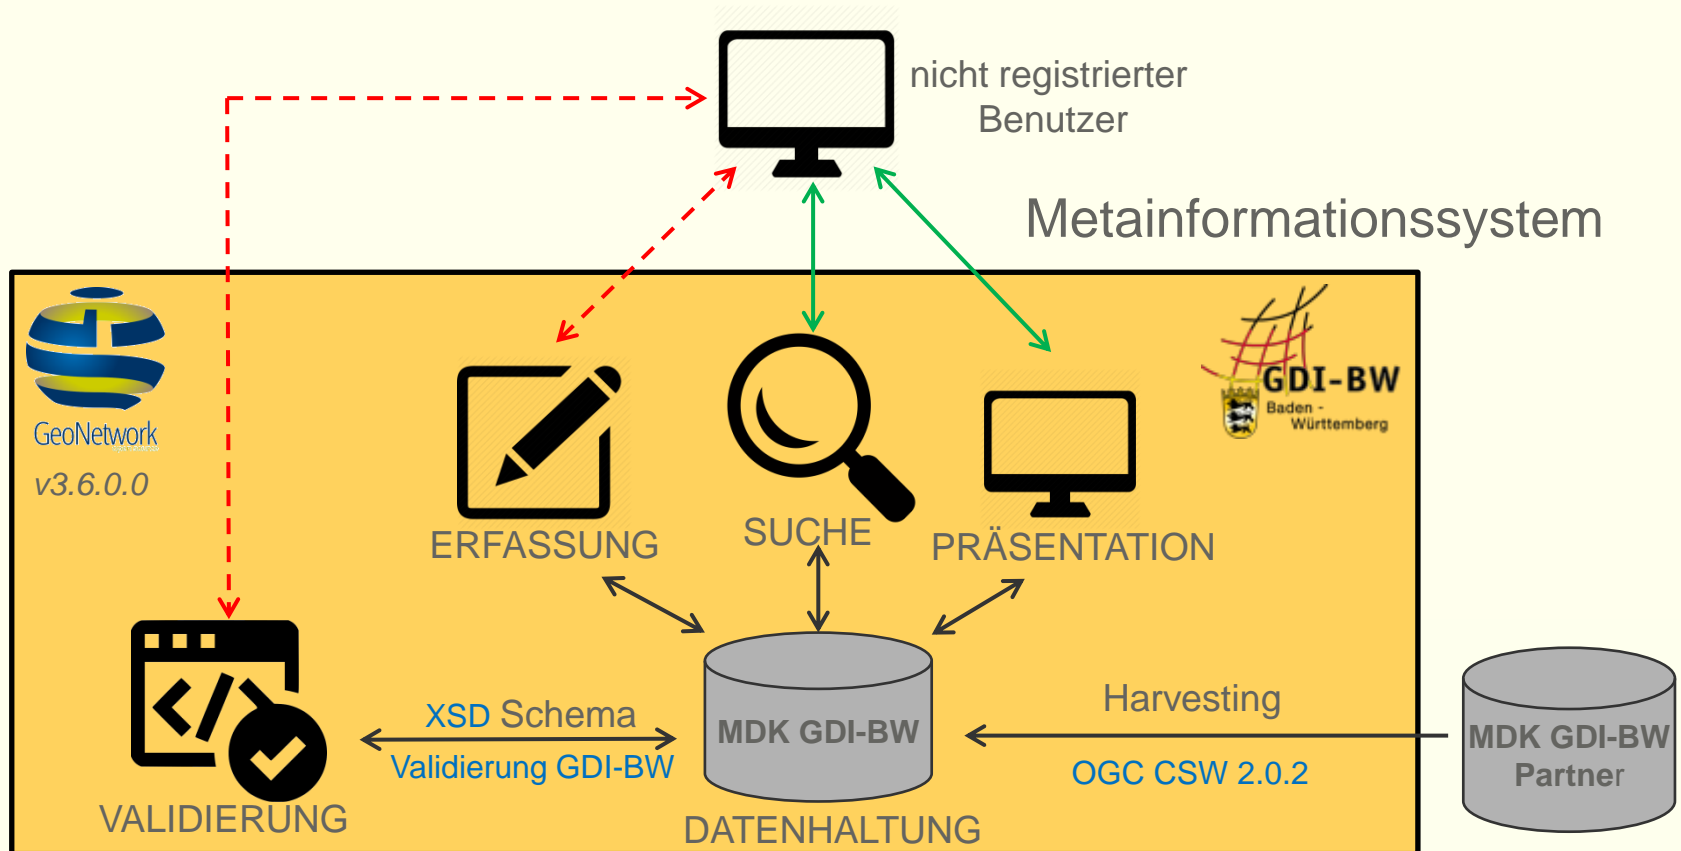 nicht registrierter
Benutzer
Metainformationssystem
GeoNetwork
v3.6.0.0
GDI-BW
Baden -
Württemberg
ERFASSUNG
SUCHE
PRÄSENTATION
XSD Schema
Validierung GDI-BW
MDK GDI-BW
Harvesting
OGC CSW 2.0.2
MDK GDI-BW
Partner
VALIDIERUNG
DATENHALTUNG